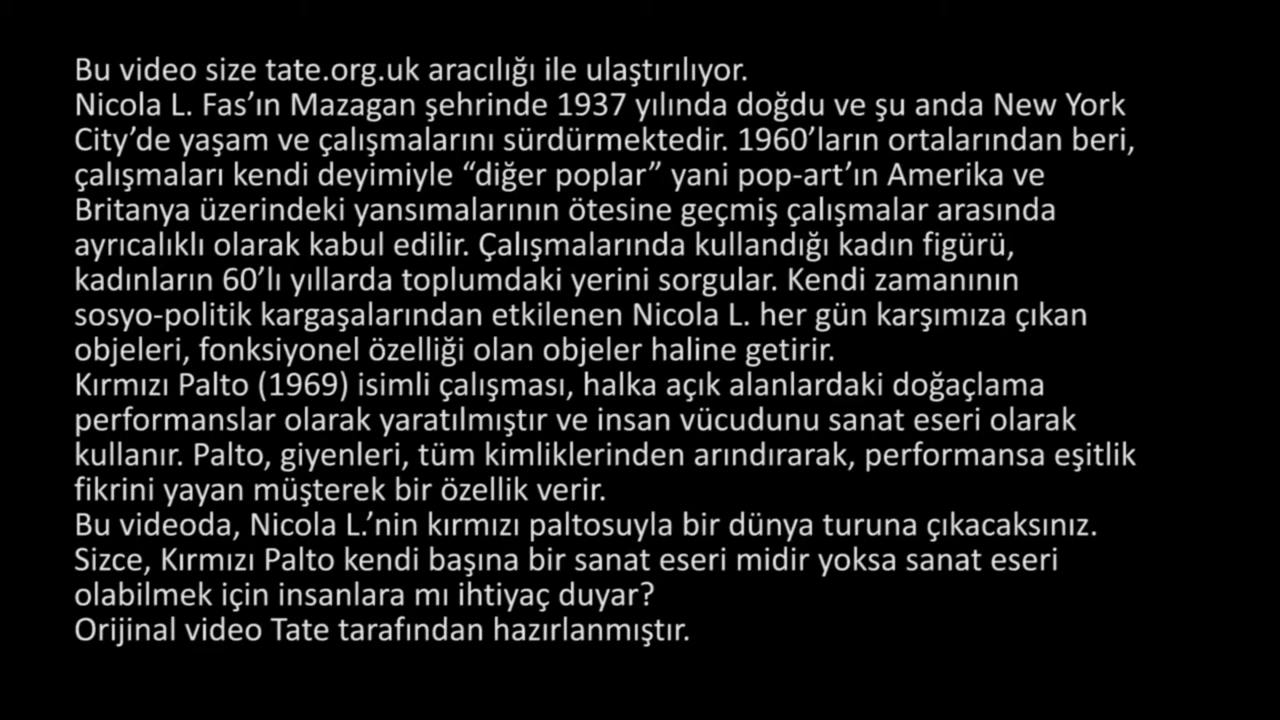 Bu video size tate.org.uk aracılığı ile ulaştırılıyor.
Nicola L. Fas’ın Mazagan şehrinde 1937 yılında doğdu ve şu anda New York
City’de yaşam ve çalışmalarını sürdürmektedir. 1960’ların ortalarından beri,
çalışmaları kendi deyimiyle “diğer poplar” yani pop-art’ın Amerika ve
Britanya üzerindeki yansımalarının ötesine geçmiş çalışmalar arasında
ayrıcalıklı olarak kabul edilir. Çalışmalarında kullandığı kadın figürü,
kadınların 60’lı yıllarda toplumdaki yerini sorgular. Kendi zamanının
sosyo-politik kargaşalarından etkilenen Nicola L. her gün karşımıza çıkan
objeleri, fonksiyonel özelliği olan objeler haline getirir.
Kırmızı Palto (1969) isimli çalışması, halka açık alanlardaki doğaçlama
performanslar olarak yaratılmıştır ve insan vücudunu sanat eseri olarak
kullanır. Palto, giyenleri, tüm kimliklerinden arındırarak, performansa eşitlik
fikrini yayan müşterek bir özellik verir.
Bu videoda, Nicola L.’nin kırmızı paltosuyla bir dünya turuna çıkacaksınız.
Sizce, Kırmızı Palto kendi başına bir sanat eseri midir yoksa sanat eseri
olabilmek için insanlara mı ihtiyaç duyar?
Orijinal video Tate tarafından hazırlanmıştır.